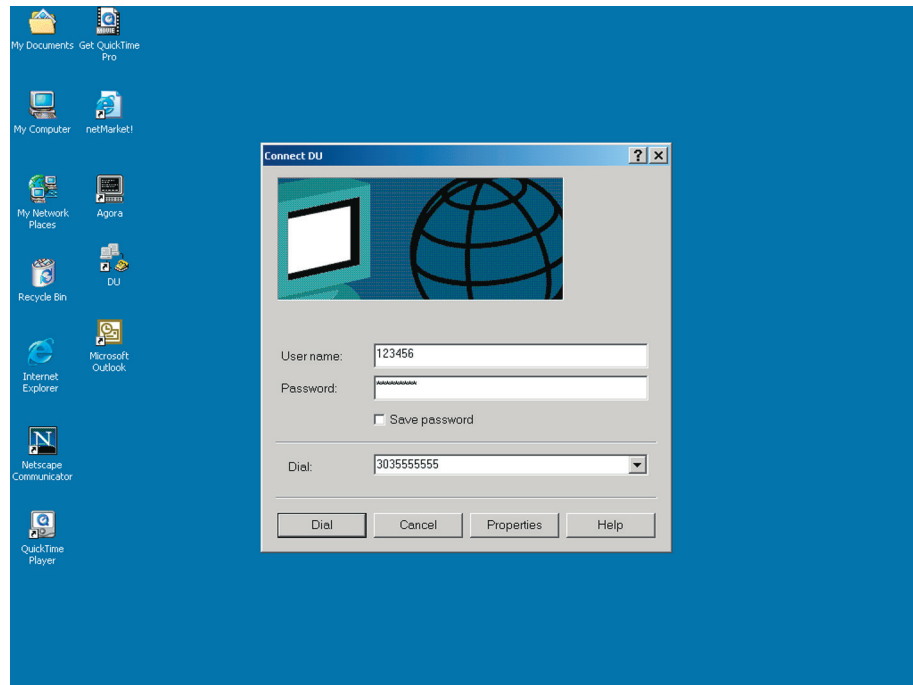 My Documents
Get QuickTime
Pro
My Computer
netMarket!
My Network
Places
Agora
Recycle Bin
DU
Internet
Explorer
Microsoft
Outlook
Netscape
Communicator
QuickTime
Player
Connect DU
User name:
123456
Password:
*********
Save password
Dial:
3035555555
Dial
Cancel
Properties
Help